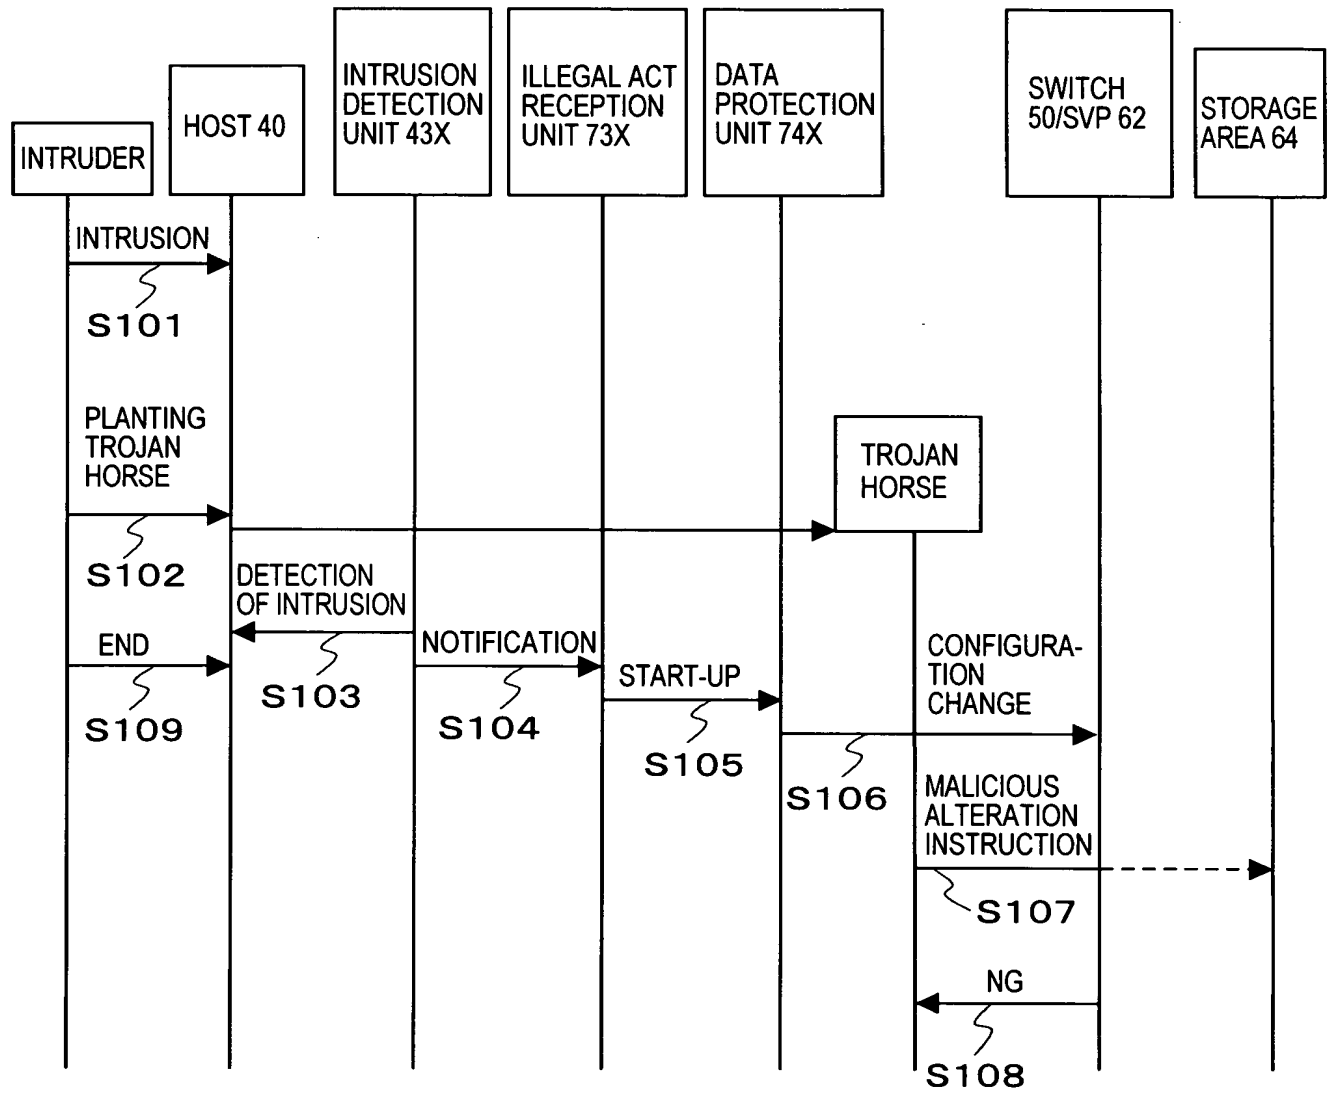 INTRUDER
HOST 40
INTRUSION
DETECTION
UNIT 43X
ILLEGAL ACT
RECEPTION
UNIT 73X
DATA
PROTECTION
UNIT 74X
SWITCH
50/SVP 62
STORAGE
AREA 64
INTRUSION
S101
PLANTING
TROJAN
HORSE
S102
TROJAN
HORSE
DETECTION
OF INTRUSION
S103
END
S109
NOTIFICATION
S104
START-UP
S105
CONFIGURA-
TION
CHANGE
S106
MALICIOUS
ALTERATION
INSTRUCTION
S107
NG
S108